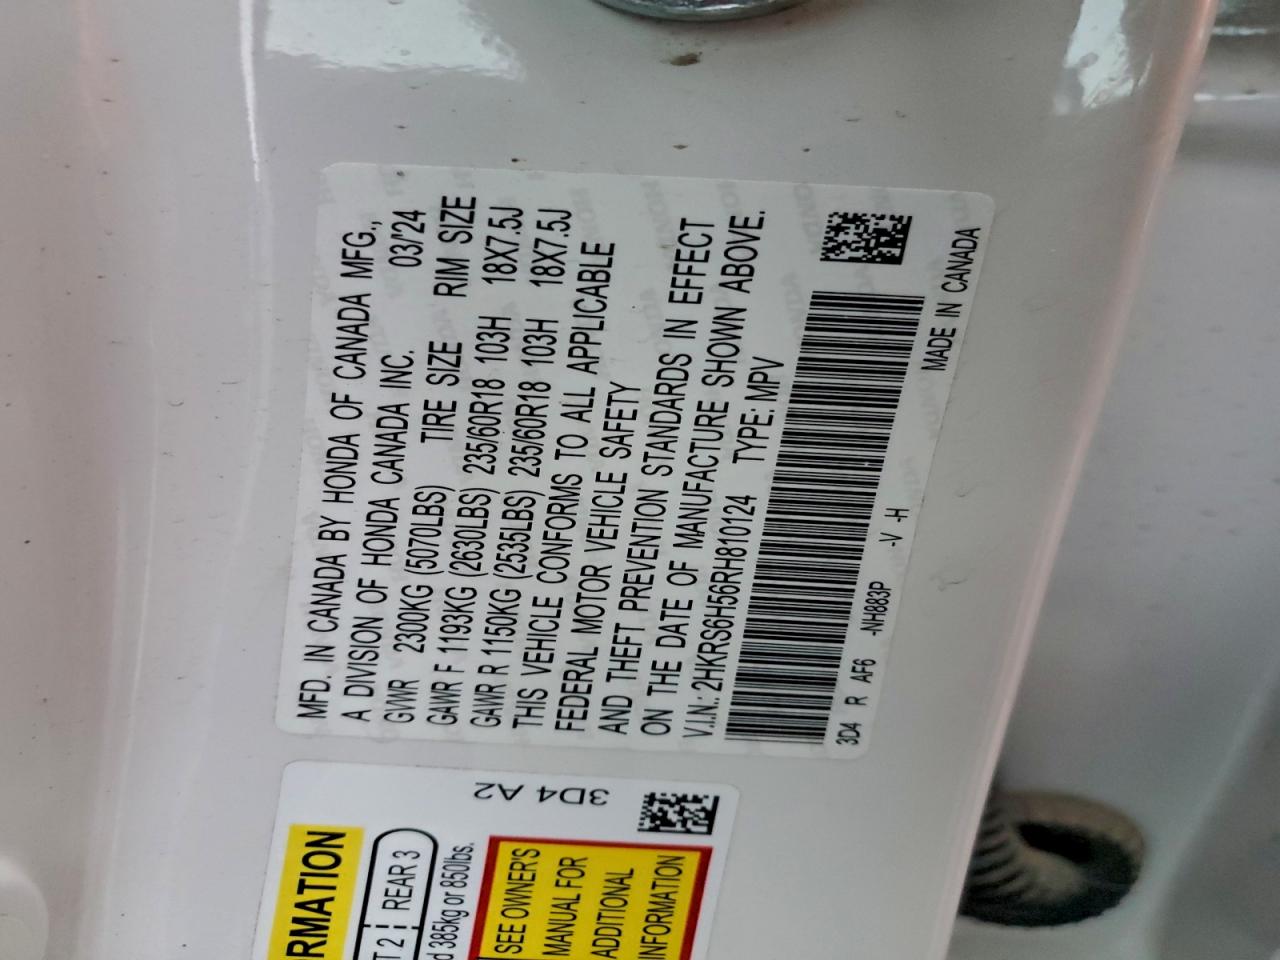 MFD. IN CANADA BY HONDA OF CANADA MFG.,
A DIVISION OF HONDA CANADA INC. 03/24
GVWR 2300KG (5070LBS) TIRE SIZE RIM SIZE
GAWR F 1193KG (2630LBS) 235/60R18 103H 18X7.5J
GAWR R 1150KG (2535LBS) 235/60R18 103H 18X7.5J
THIS VEHICLE CONFORMS TO ALL APPLICABLE
FEDERAL MOTOR VEHICLE SAFETY
AND THEFT PREVENTION STANDARDS IN EFFECT
ON THE DATE OF MANUFACTURE SHOWN ABOVE.
V.I.N.: 2HKRS6H56RH810124 TYPE: MPV
3D4 R AF6 -NH883P -V -H
MADE IN CANADA
3D4 A2
RMATION
T 2 REAR 3
d 385kg or 850lbs.
SEE OWNER'S
MANUAL FOR
ADDITIONAL
INFORMATION